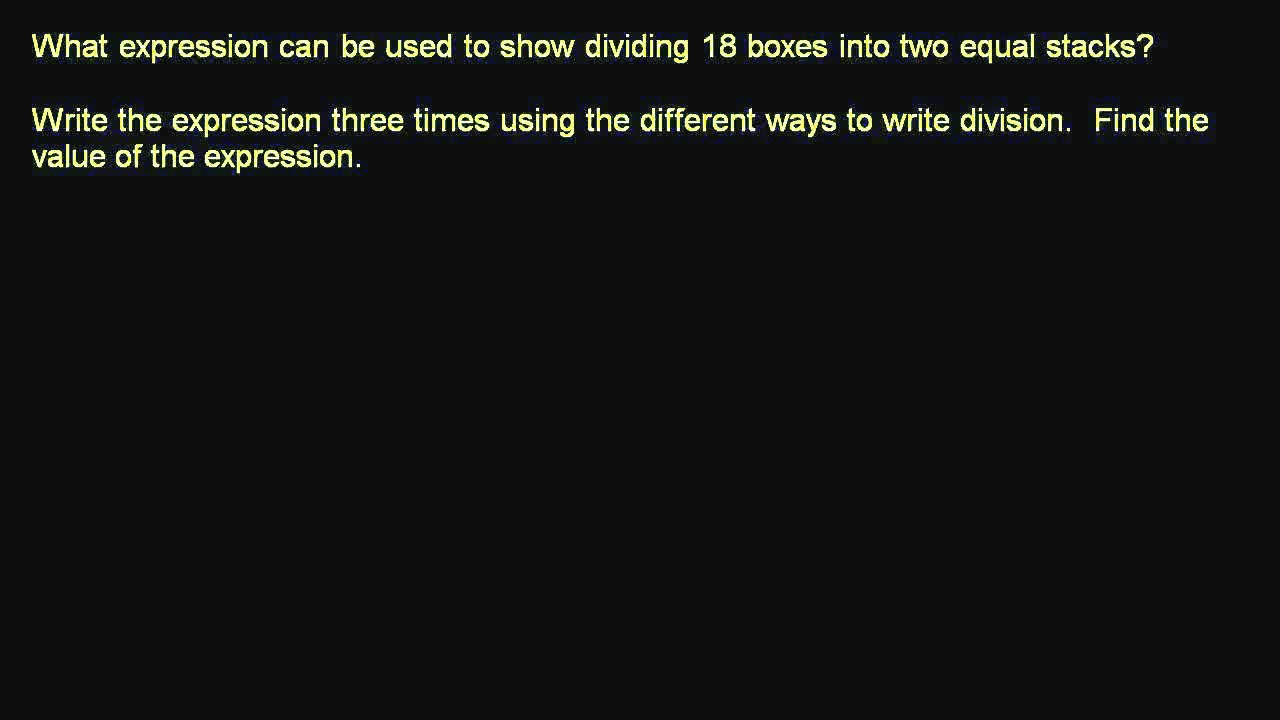 What expression can be used to show dividing 18 boxes into two equal stacks?
Write the expression three times using the different ways to write division.  Find the
value of the expression.